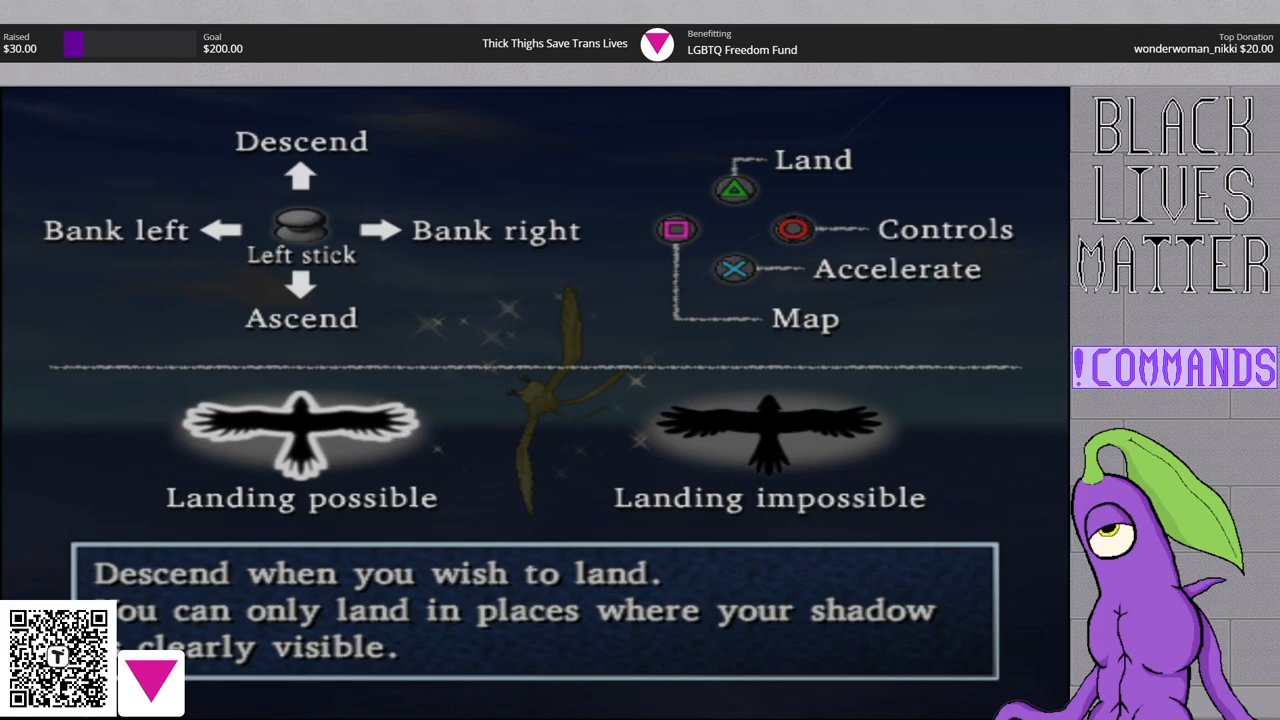 Raised
$30.00
Goal
$200.00
Thick Thighs Save Trans Lives
Benefitting
LGBTQ Freedom Fund
Top Donation
wonderwoman_nikki $20.00
BLACK
LIVES
MATTER
!COMMANDS
Descend
Bank left
Left stick
Bank right
Ascend
Land
Controls
Accelerate
Map
Landing possible
Landing impossible
Descend when you wish to land.
You can only land in places where your shadow
clearly visible.
T